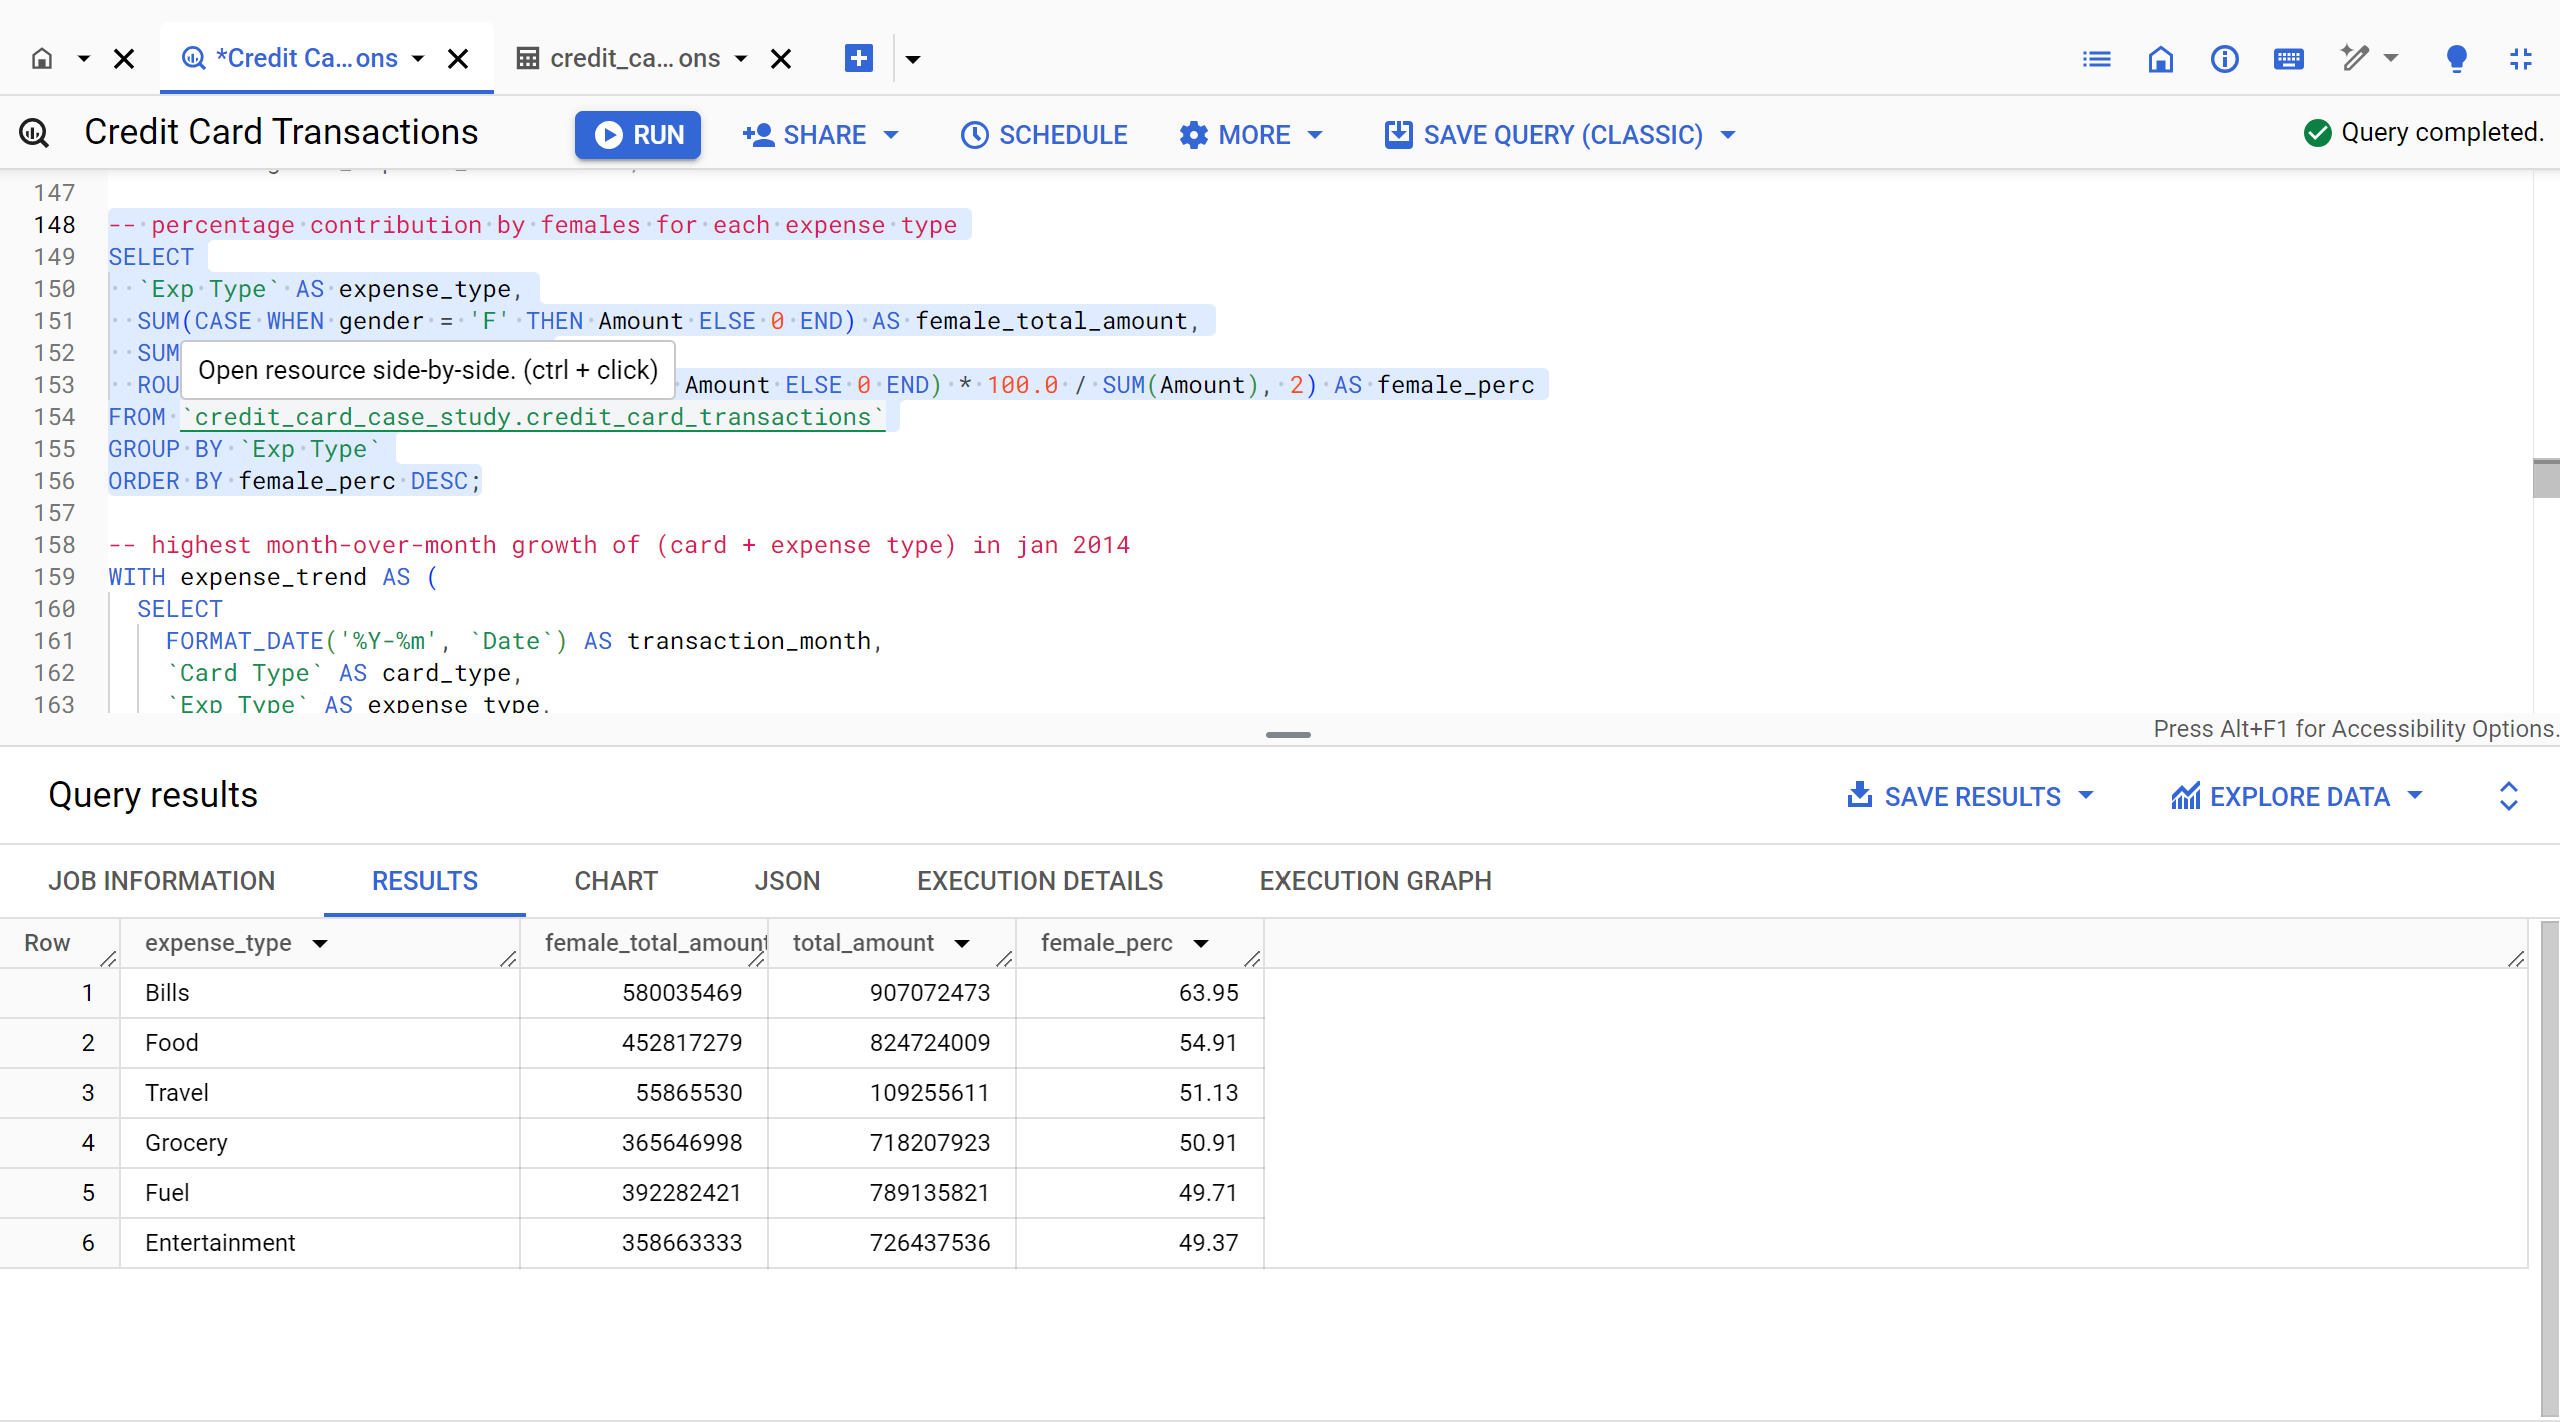 *Credit Ca... ons
credit_ca... ons
Credit Card Transactions
RUN
SHARE
SCHEDULE
MORE
SAVE QUERY (CLASSIC)
Query completed.
147
148 -- percentage contribution by females for each expense type
149 SELECT
150 `Exp Type` AS expense_type,
151 SUM(CASE WHEN gender = 'F' THEN Amount ELSE 0 END) AS female_total_amount,
152 SUM
Open resource side-by-side. (ctrl + click)
153 ROU Amount ELSE 0 END) * 100.0 / SUM(Amount), 2) AS female_perc
154 FROM `credit_card_case_study.credit_card_transactions`
155 GROUP BY `Exp Type`
156 ORDER BY female_perc DESC;
157
158 -- highest month-over-month growth of (card + expense type) in jan 2014
159 WITH expense_trend AS (
160 SELECT
161 FORMAT_DATE('%Y-%m', `Date`) AS transaction_month,
162 `Card Type` AS card_type,
163 `Exp Type` AS expense_type,
Press Alt+F1 for Accessibility Options.
Query results
SAVE RESULTS
EXPLORE DATA
JOB INFORMATION
RESULTS
CHART
JSON
EXECUTION DETAILS
EXECUTION GRAPH
Row expense_type female_total_amount total_amount female_perc
1 Bills 580035469 907072473 63.95
2 Food 452817279 824724009 54.91
3 Travel 55865530 109255611 51.13
4 Grocery 365646998 718207923 50.91
5 Fuel 392282421 789135821 49.71
6 Entertainment 358663333 726437536 49.37